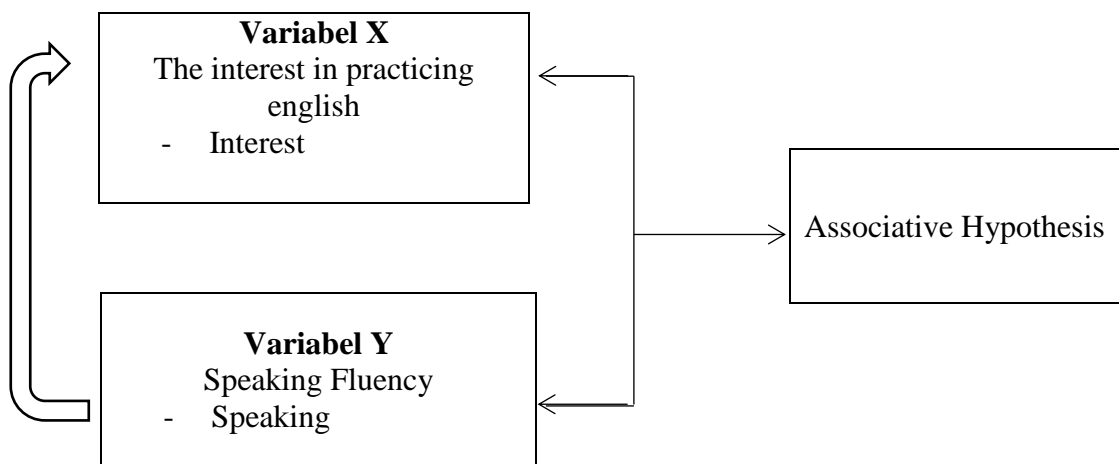 Variabel X
The interest in practicing
english
- Interest
Associative Hypothesis
Variabel Y
Speaking Fluency
- Speaking